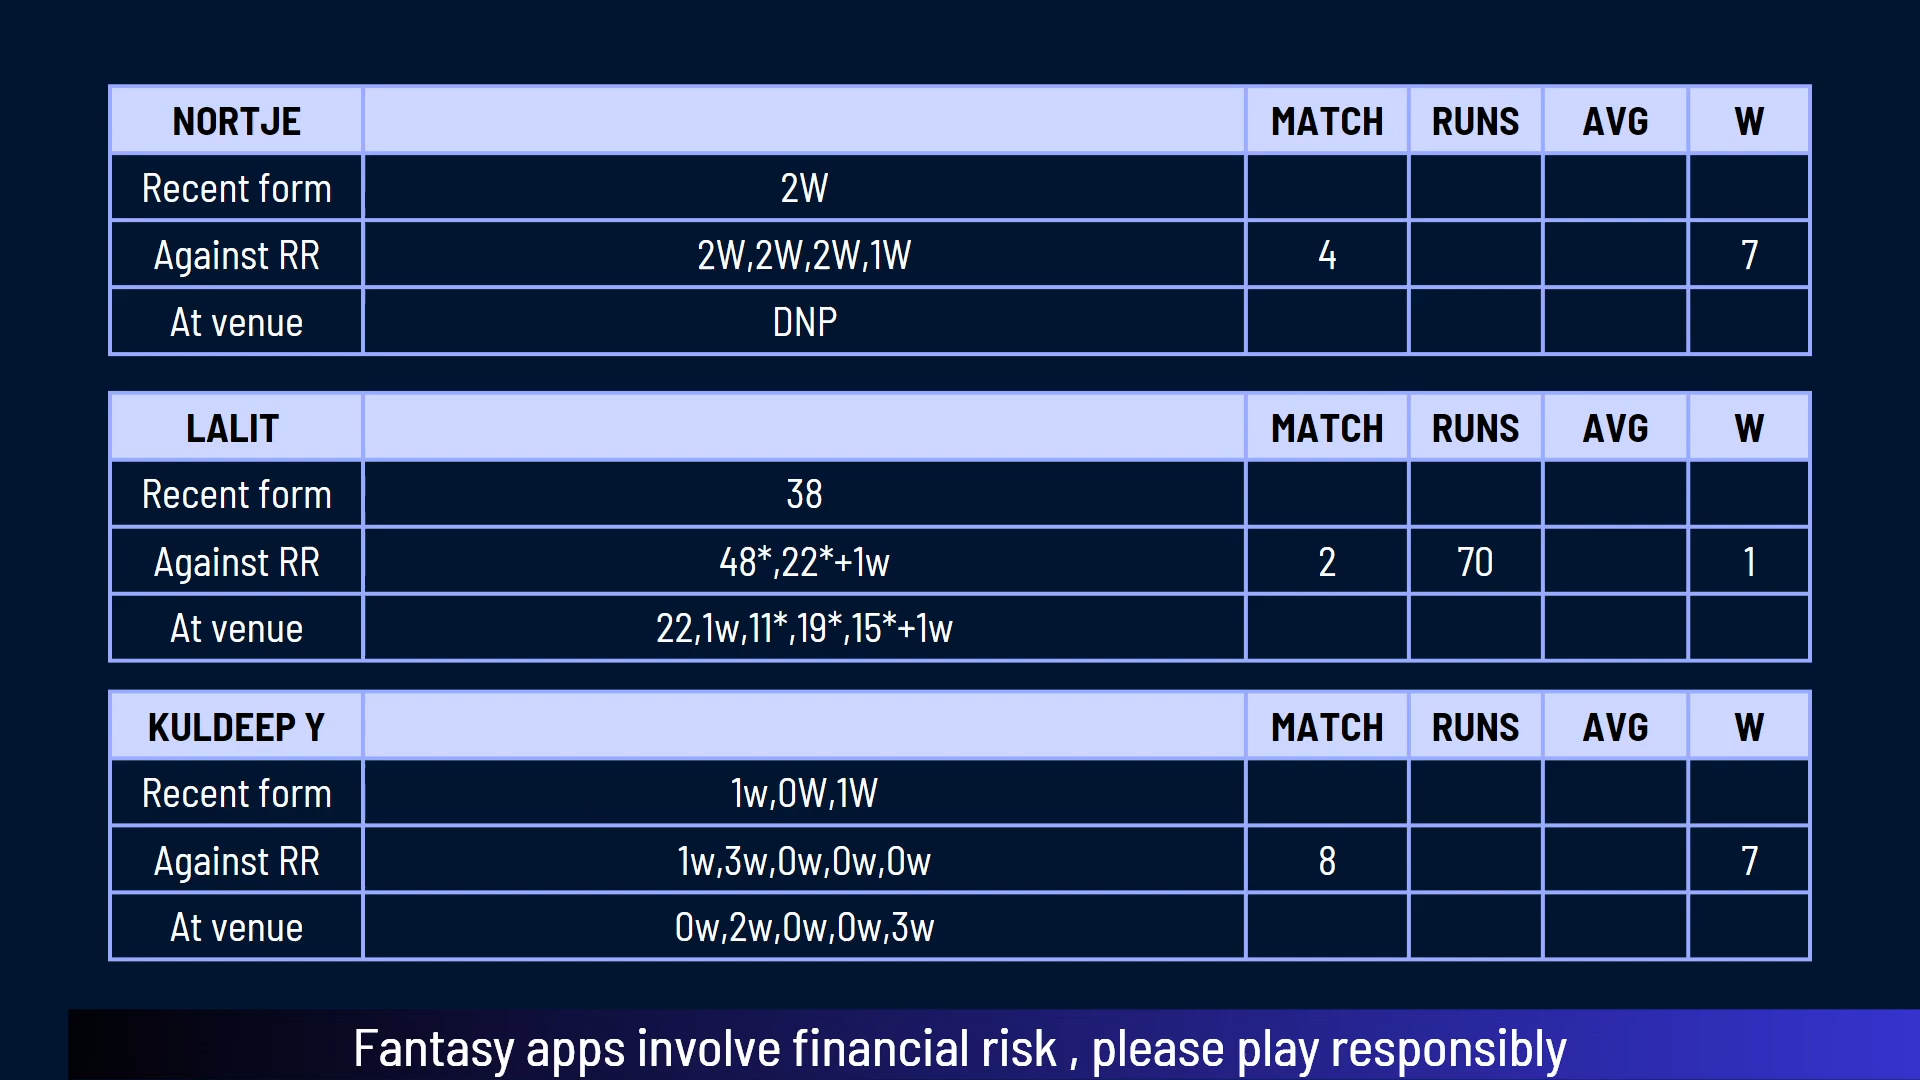 NORTJE MATCH RUNS AVG W
Recent form 2W
Against RR 2W,2W,2W,1W 4 7
At venue DNP
LALIT MATCH RUNS AVG W
Recent form 38
Against RR 48*,22*+1w 2 70 1
At venue 22,1w,11*,19*,15*+1w
KULDEEP Y MATCH RUNS AVG W
Recent form 1w,0W,1W
Against RR 1w,3w,0w,0w,0w 8 7
At venue 0w,2w,0w,0w,3w
Fantasy apps involve financial risk , please play responsibly